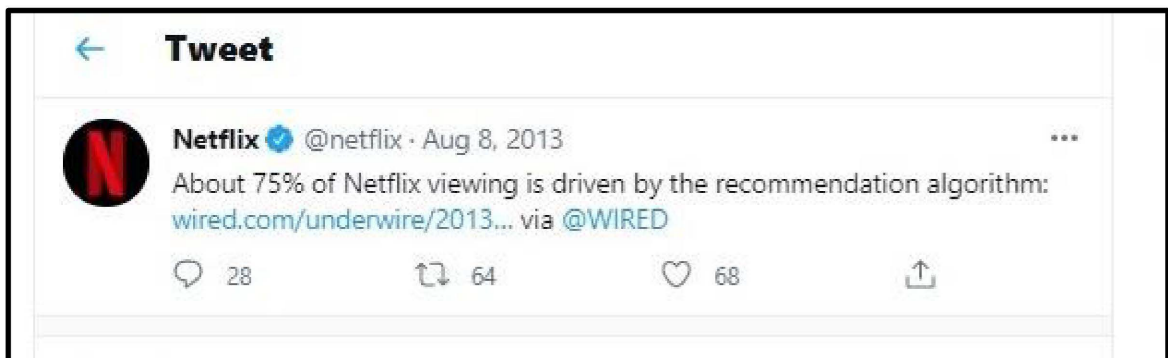 Tweet
Netflix @netflix · Aug 8, 2013
About 75% of Netflix viewing is driven by the recommendation algorithm:
wired.com/underwire/2013... via @WIRED
28 64 68